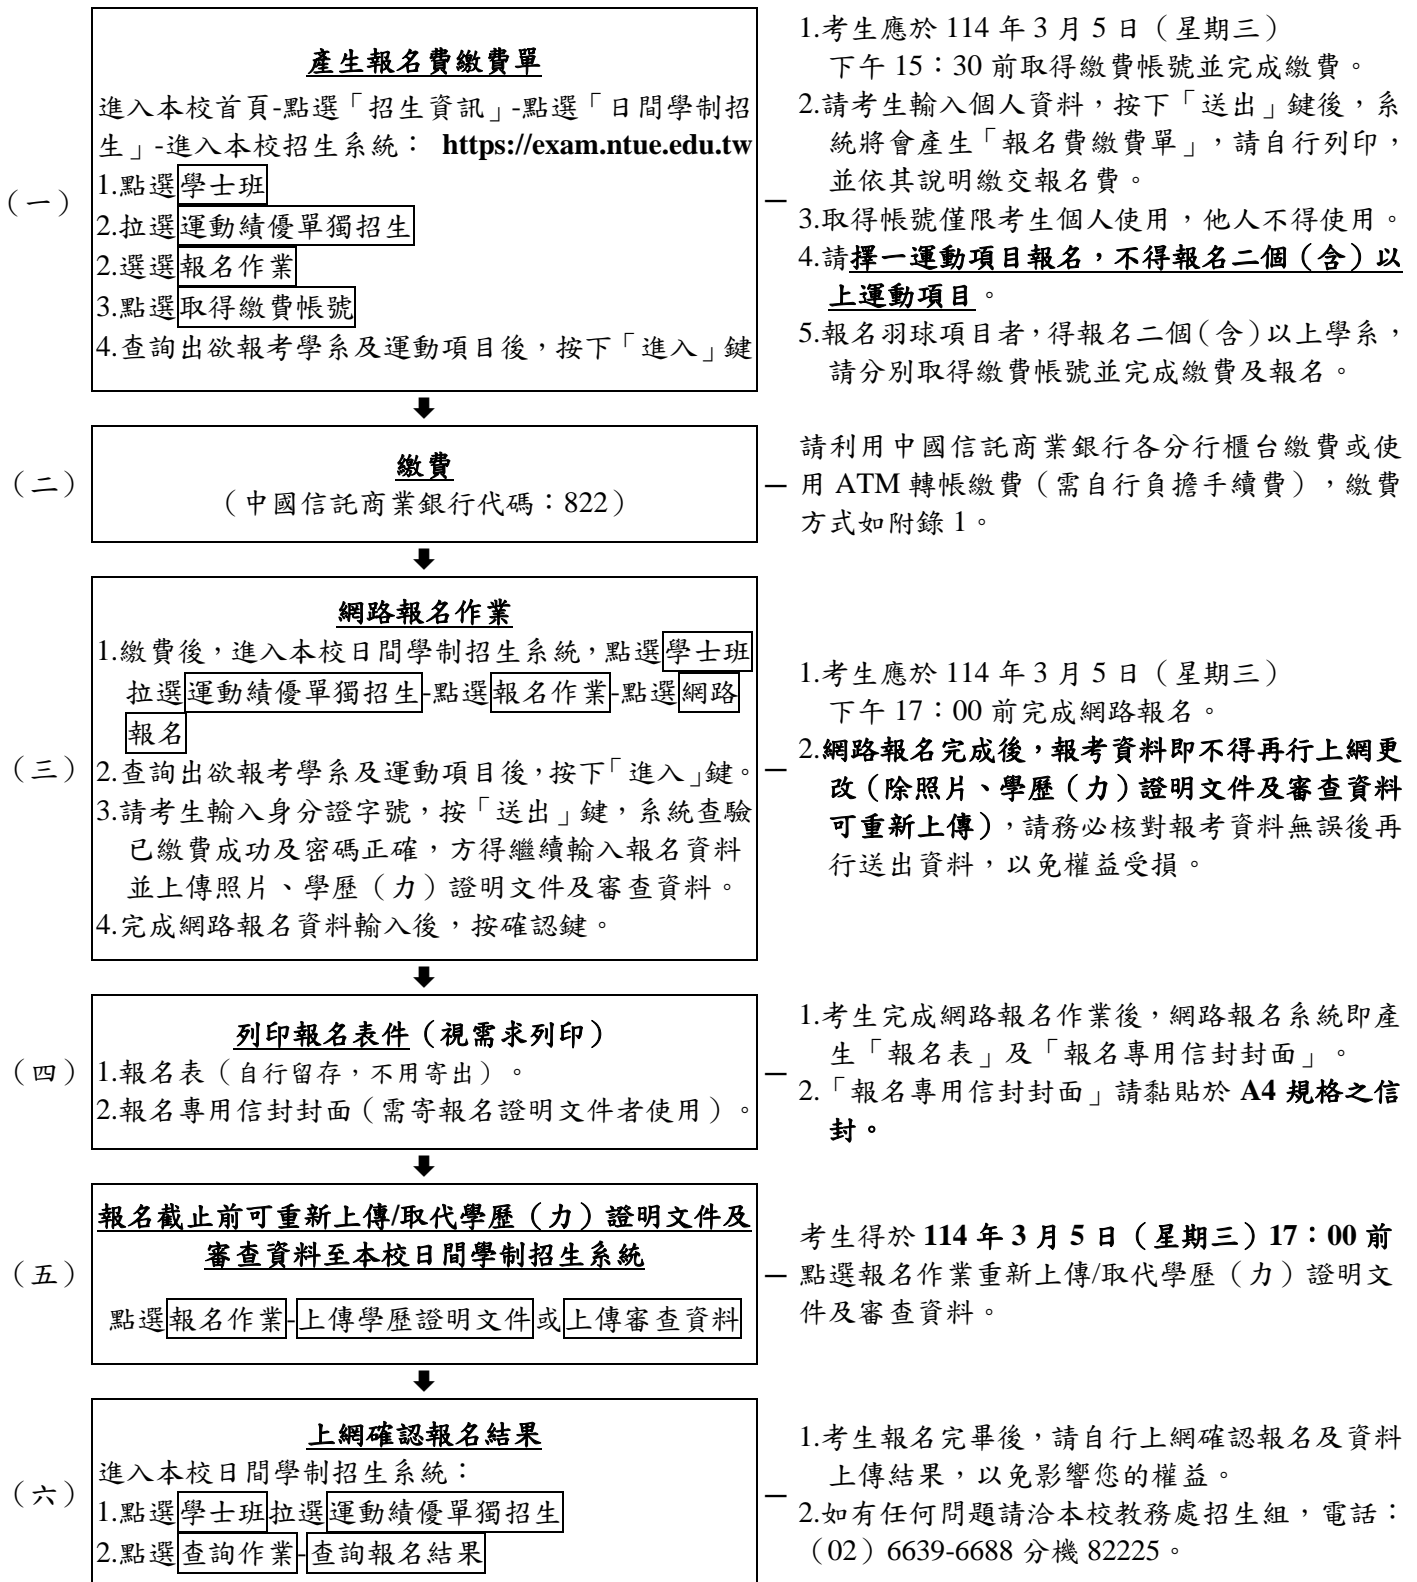 （一）
產生報名費繳費單
進入本校首頁-點選「招生資訊」-點選「日間學制招
生」-進入本校招生系統： https://exam.ntue.edu.tw
1.點選學士班
2.拉選運動績優單獨招生
2.選選報名作業
3.點選取得繳費帳號
4.查詢出欲報考學系及運動項目後，按下「進入」鍵
1.考生應於 114 年 3 月 5 日（星期三）
下午 15：30 前取得繳費帳號並完成繳費。
2.請考生輸入個人資料，按下「送出」鍵後，系
統將會產生「報名費繳費單」，請自行列印，
並依其說明繳交報名費。
3.取得帳號僅限考生個人使用，他人不得使用。
4.請擇一運動項目報名，不得報名二個（含）以
上運動項目。
5.報名羽球項目者，得報名二個（含）以上學系，
請分別取得繳費帳號並完成繳費及報名。
（二）
繳費
（中國信託商業銀行代碼：822）
請利用中國信託商業銀行各分行櫃台繳費或使
用 ATM 轉帳繳費（需自行負擔手續費），繳費
方式如附錄 1。
（三）
網路報名作業
1.繳費後，進入本校日間學制招生系統，點選學士班
拉選運動績優單獨招生-點選報名作業-點選網路
報名
2.查詢出欲報考學系及運動項目後，按下「進入」鍵。
3.請考生輸入身分證字號，按「送出」鍵，系統查驗
已繳費成功及密碼正確，方得繼續輸入報名資料
並上傳照片、學歷（力）證明文件及審查資料。
4.完成網路報名資料輸入後，按確認鍵。
1.考生應於 114 年 3 月 5 日（星期三）
下午 17：00 前完成網路報名。
2.網路報名完成後，報考資料即不得再行上網更
改（除照片、學歷（力）證明文件及審查資料
可重新上傳），請務必核對報考資料無誤後再
行送出資料，以免權益受損。
（四）
列印報名表件（視需求列印）
1.報名表（自行留存，不用寄出）。
2.報名專用信封封面（需寄報名證明文件者使用）。
1.考生完成網路報名作業後，網路報名系統即產
生「報名表」及「報名專用信封封面」。
2.「報名專用信封封面」請黏貼於 A4 規格之信
封。
（五）
報名截止前可重新上傳/取代學歷（力）證明文件及
審查資料至本校日間學制招生系統
點選報名作業-上傳學歷證明文件或上傳審查資料
考生得於 114 年 3 月 5 日（星期三）17：00 前
點選報名作業重新上傳/取代學歷（力）證明文
件及審查資料。
（六）
上網確認報名結果
進入本校日間學制招生系統：
1.點選學士班拉選運動績優單獨招生
2.點選查詢作業-查詢報名結果
1.考生報名完畢後，請自行上網確認報名及資料
上傳結果，以免影響您的權益。
2.如有任何問題請洽本校教務處招生組，電話：
（02）6639-6688 分機 82225。